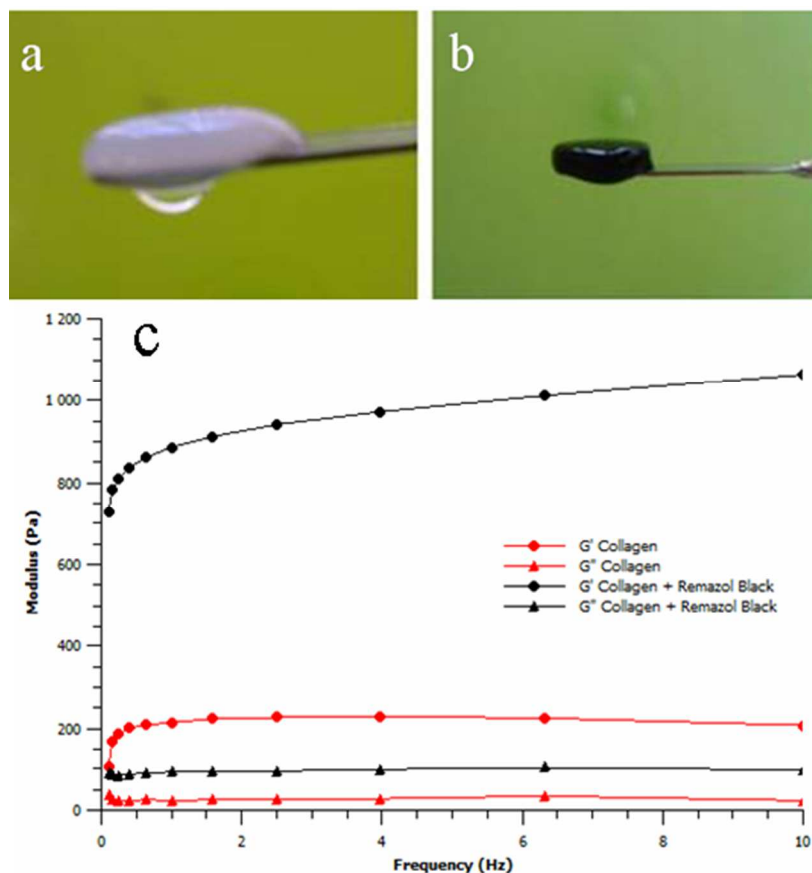 a
b
c
1 200
1 000
800
600
400
200
0
Modulus (Pa)
G' Collagen
G" Collagen
G' Collagen + Remazol Black
G" Collagen + Remazol Black
0 2 4 6 8 10
Frequency (Hz)